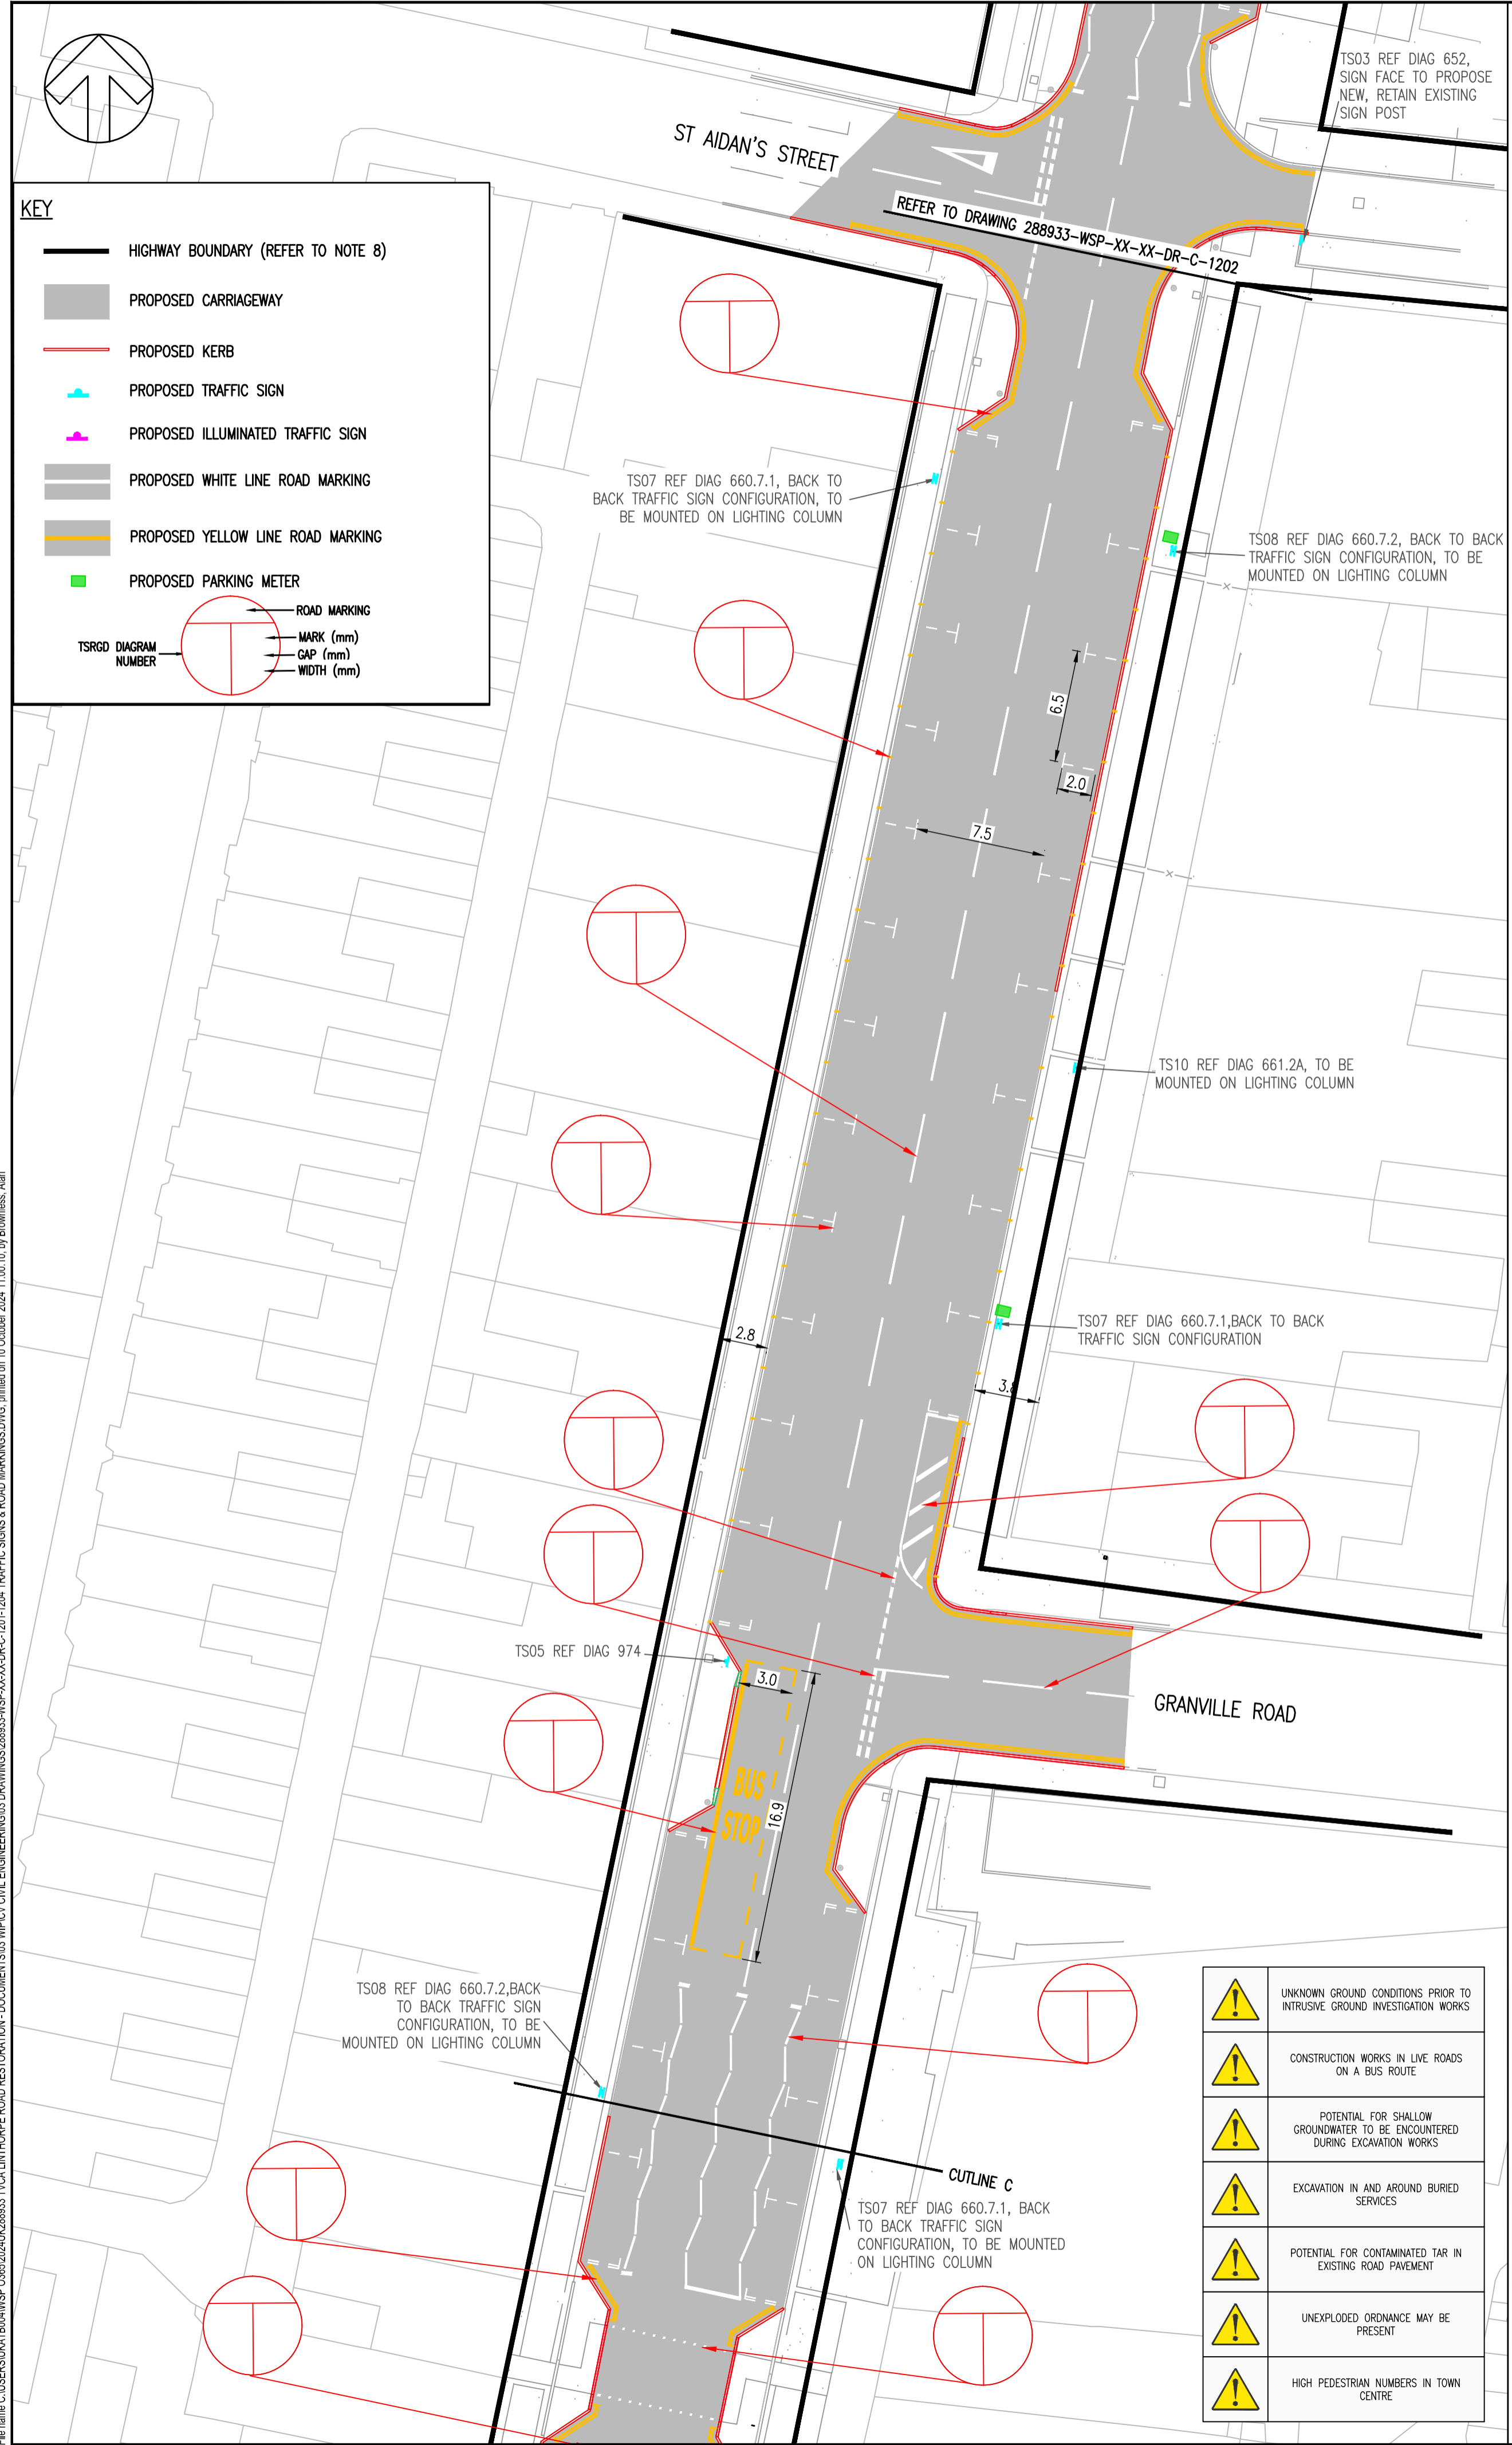 TS03 REF DIAG 652,
SIGN FACE TO PROPOSE
NEW, RETAIN EXISTING
SIGN POST
ST AIDAN'S STREET
REFER TO DRAWING 288933-WSP-XX-XX-DR-C-1202
KEY
HIGHWAY BOUNDARY (REFER TO NOTE 8)
PROPOSED CARRIAGEWAY
PROPOSED KERB
PROPOSED TRAFFIC SIGN
PROPOSED ILLUMINATED TRAFFIC SIGN
PROPOSED WHITE LINE ROAD MARKING
PROPOSED YELLOW LINE ROAD MARKING
PROPOSED PARKING METER
ROAD MARKING
MARK (mm)
GAP (mm)
WIDTH (mm)
TSRGD DIAGRAM
NUMBER
TS07 REF DIAG 660.7.1, BACK TO
BACK TRAFFIC SIGN CONFIGURATION, TO
BE MOUNTED ON LIGHTING COLUMN
TS08 REF DIAG 660.7.2, BACK TO BACK
TRAFFIC SIGN CONFIGURATION, TO BE
MOUNTED ON LIGHTING COLUMN
6.5
2.0
7.5
TS10 REF DIAG 661.2A, TO BE
MOUNTED ON LIGHTING COLUMN
TS07 REF DIAG 660.7.1,BACK TO BACK
TRAFFIC SIGN CONFIGURATION
2.8
3.8
TS05 REF DIAG 974
3.0
GRANVILLE ROAD
BUS
STOP
16.9
TS08 REF DIAG 660.7.2,BACK
TO BACK TRAFFIC SIGN
CONFIGURATION, TO BE
MOUNTED ON LIGHTING COLUMN
CUTLINE C
TS07 REF DIAG 660.7.1, BACK
TO BACK TRAFFIC SIGN
CONFIGURATION, TO BE MOUNTED
ON LIGHTING COLUMN
UNKNOWN GROUND CONDITIONS PRIOR TO
INTRUSIVE GROUND INVESTIGATION WORKS
CONSTRUCTION WORKS IN LIVE ROADS
ON A BUS ROUTE
POTENTIAL FOR SHALLOW
GROUNDWATER TO BE ENCOUNTERED
DURING EXCAVATION WORKS
EXCAVATION IN AND AROUND BURIED
SERVICES
POTENTIAL FOR CONTAMINATED TAR IN
EXISTING ROAD PAVEMENT
UNEXPLODED ORDNANCE MAY BE
PRESENT
HIGH PEDESTRIAN NUMBERS IN TOWN
CENTRE